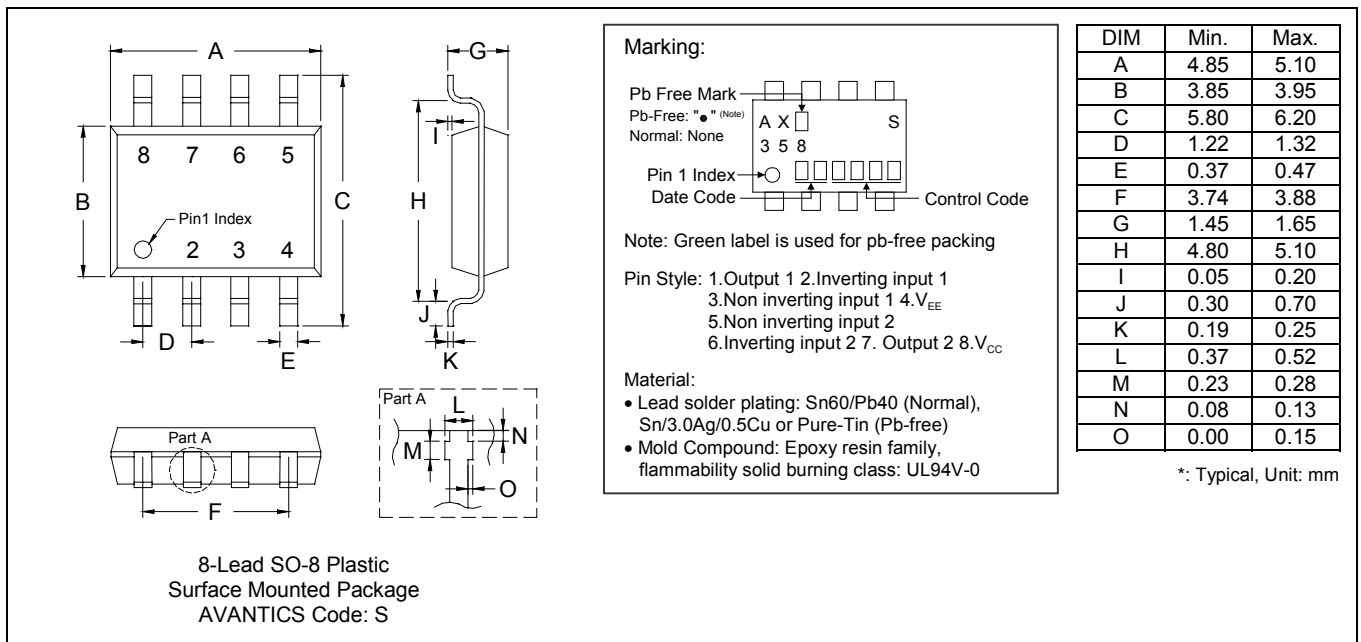 A
8 7 6 5
B
C
Pin1 Index
2 3 4
D
E
G
I
H
J
K
Part A
F
Part A
L
M
N
O
8-Lead SO-8 Plastic
Surface Mounted Package
AVANTICS Code: S
Marking:
Pb Free Mark
Pb-Free: "●" (Note)
Normal: None
A X S
3 5 8
Pin 1 Index
Date Code
Control Code
Note: Green label is used for pb-free packing
Pin Style: 1.Output 1 2.Inverting input 1
3.Non inverting input 1 4.VEE
5.Non inverting input 2
6.Inverting input 2 7. Output 2 8.VCC
Material:
• Lead solder plating: Sn60/Pb40 (Normal),
Sn/3.0Ag/0.5Cu or Pure-Tin (Pb-free)
• Mold Compound: Epoxy resin family,
flammability solid burning class: UL94V-0
DIM Min. Max.
A 4.85 5.10
B 3.85 3.95
C 5.80 6.20
D 1.22 1.32
E 0.37 0.47
F 3.74 3.88
G 1.45 1.65
H 4.80 5.10
I 0.05 0.20
J 0.30 0.70
K 0.19 0.25
L 0.37 0.52
M 0.23 0.28
N 0.08 0.13
O 0.00 0.15
*: Typical, Unit: mm